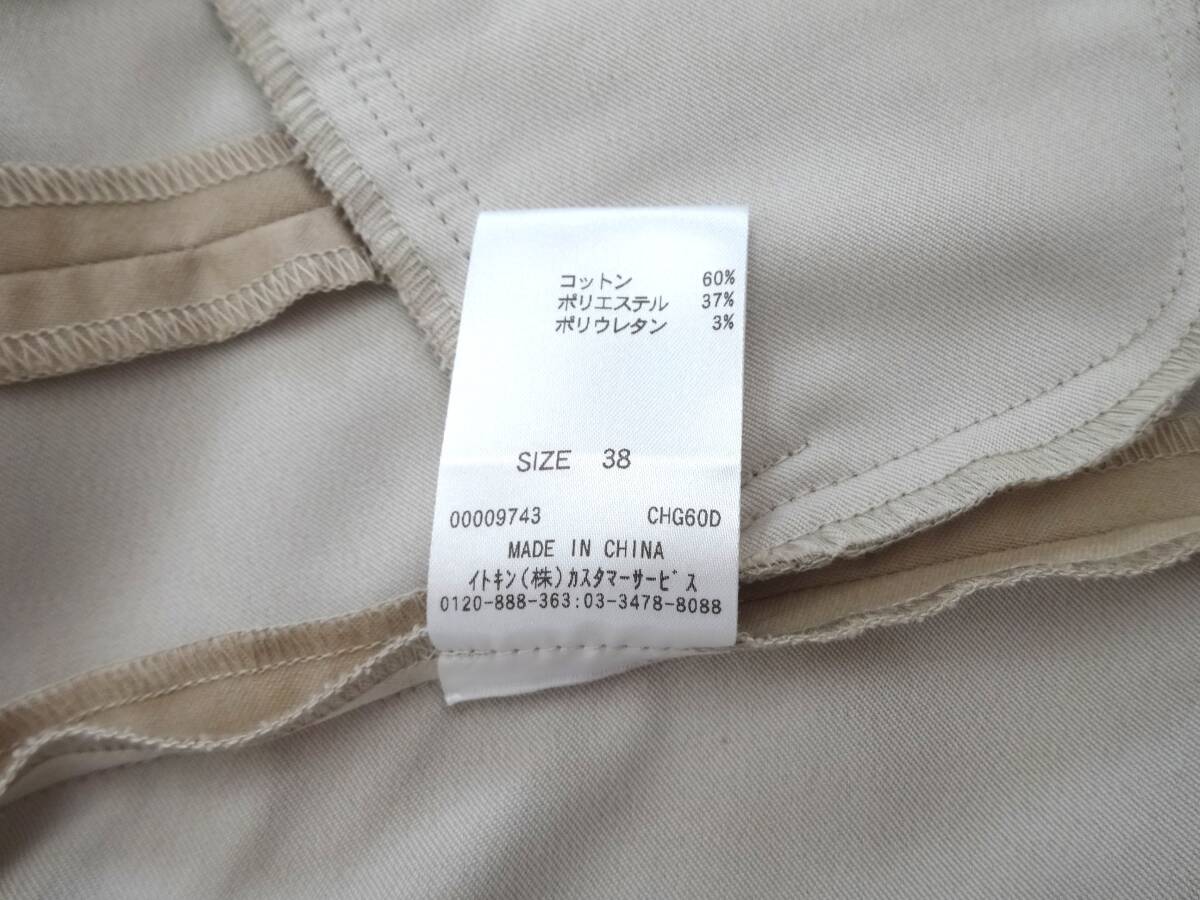 コットン 60%
ポリエステル 37%
ポリウレタン 3%
SIZE 38
00009743 CHG60D
MADE IN CHINA
イトキン(株)カスタマーサービス
0120-888-363:03-3478-8088